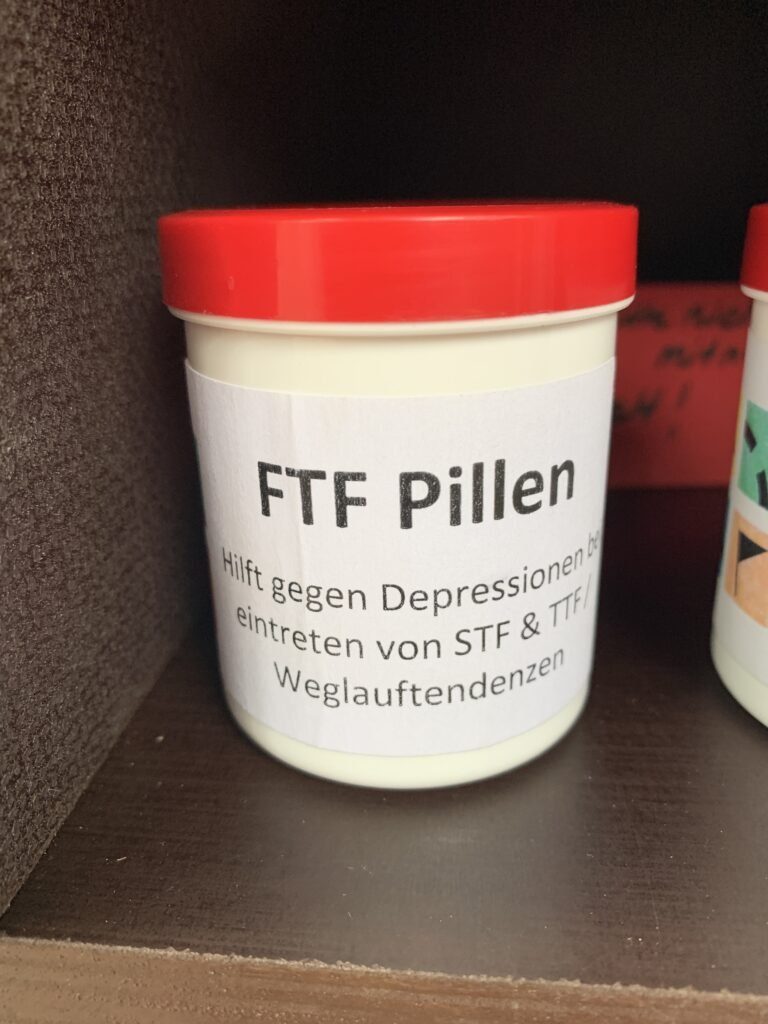 FTF Pillen
Hilft gegen Depressionen be
eintreten von STF & TTF /
Weglauftendenzen